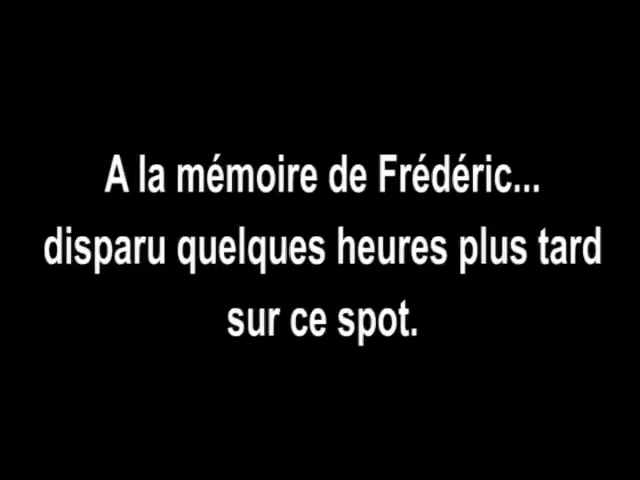 A la mémoire de Frédéric...
disparu quelques heures plus tard
sur ce spot.